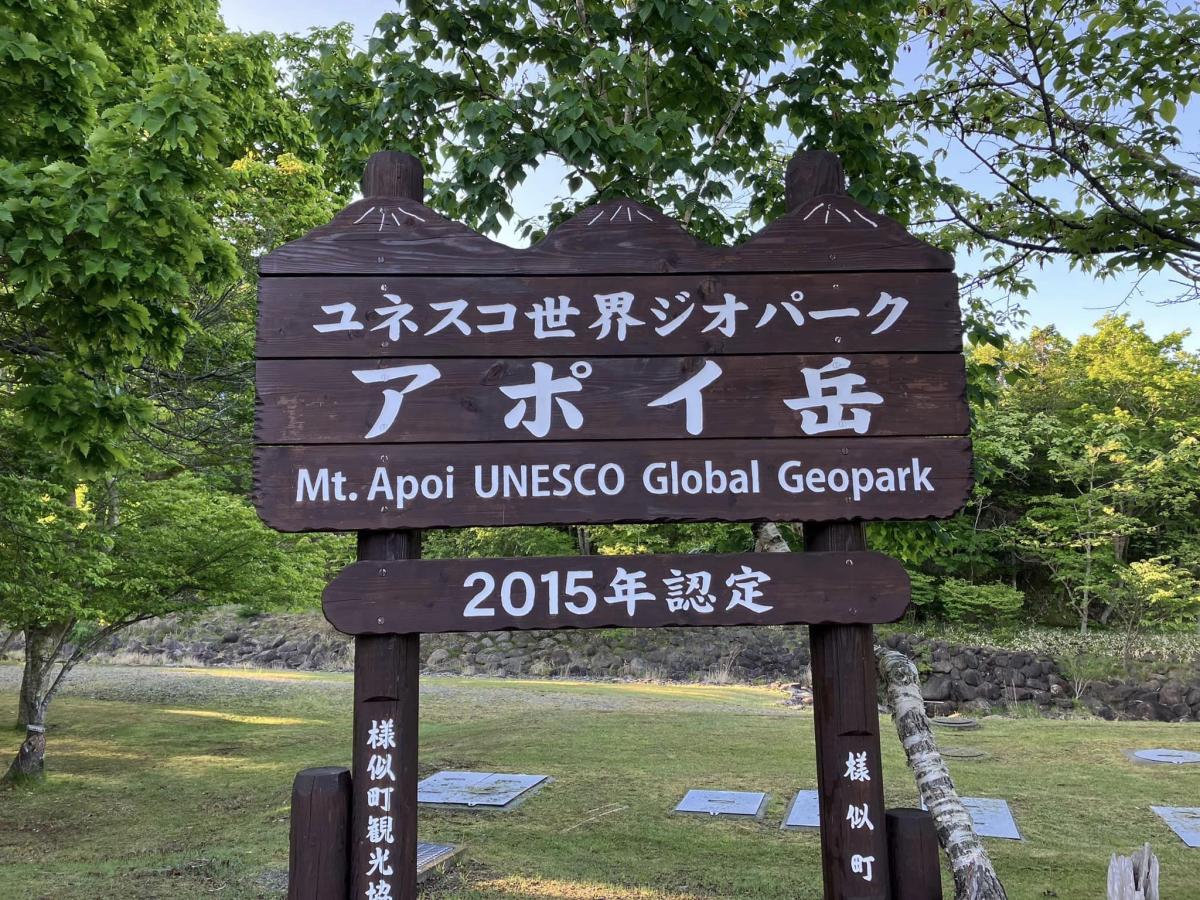 ユネスコ世界ジオパーク
アポイ岳
Mt. Apoi UNESCO Global Geopark
2015年認定
様似町観光協
様似町